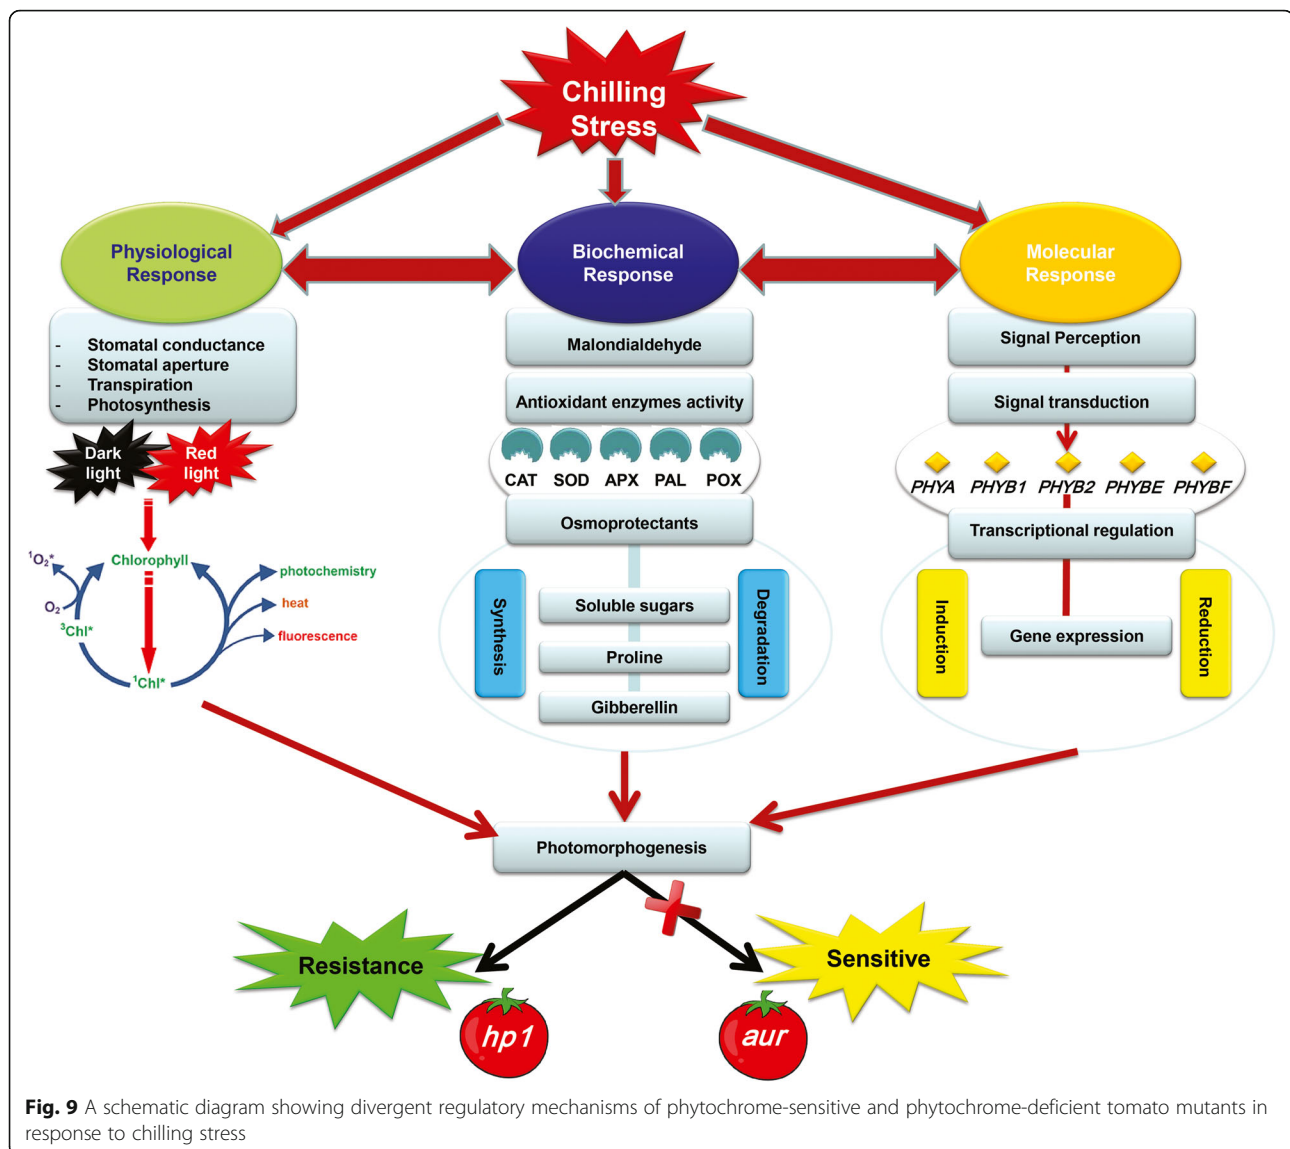 Chilling
Stress
Physiological
Response
Biochemical
Response
Molecular
Response
- Stomatal conductance
- Stomatal aperture
- Transpiration
- Photosynthesis
Malondialdehyde
Antioxidant enzymes activity
CAT SOD APX PAL POX
Osmoprotectants
Signal Perception
Signal transduction
PHYA PHYB1 PHYB2 PHYBE PHYBF
Transcriptional regulation
Dark
light
Red
light
¹O₂*
O₂
³Chl*
Chlorophyll
¹Chl*
photochemistry
heat
fluorescence
Synthesis
Soluble sugars
Proline
Gibberellin
Degradation
Induction
Gene expression
Reduction
Photomorphogenesis
Resistance
Sensitive
hp1
aur
Fig. 9 A schematic diagram showing divergent regulatory mechanisms of phytochrome-sensitive and phytochrome-deficient tomato mutants in
response to chilling stress